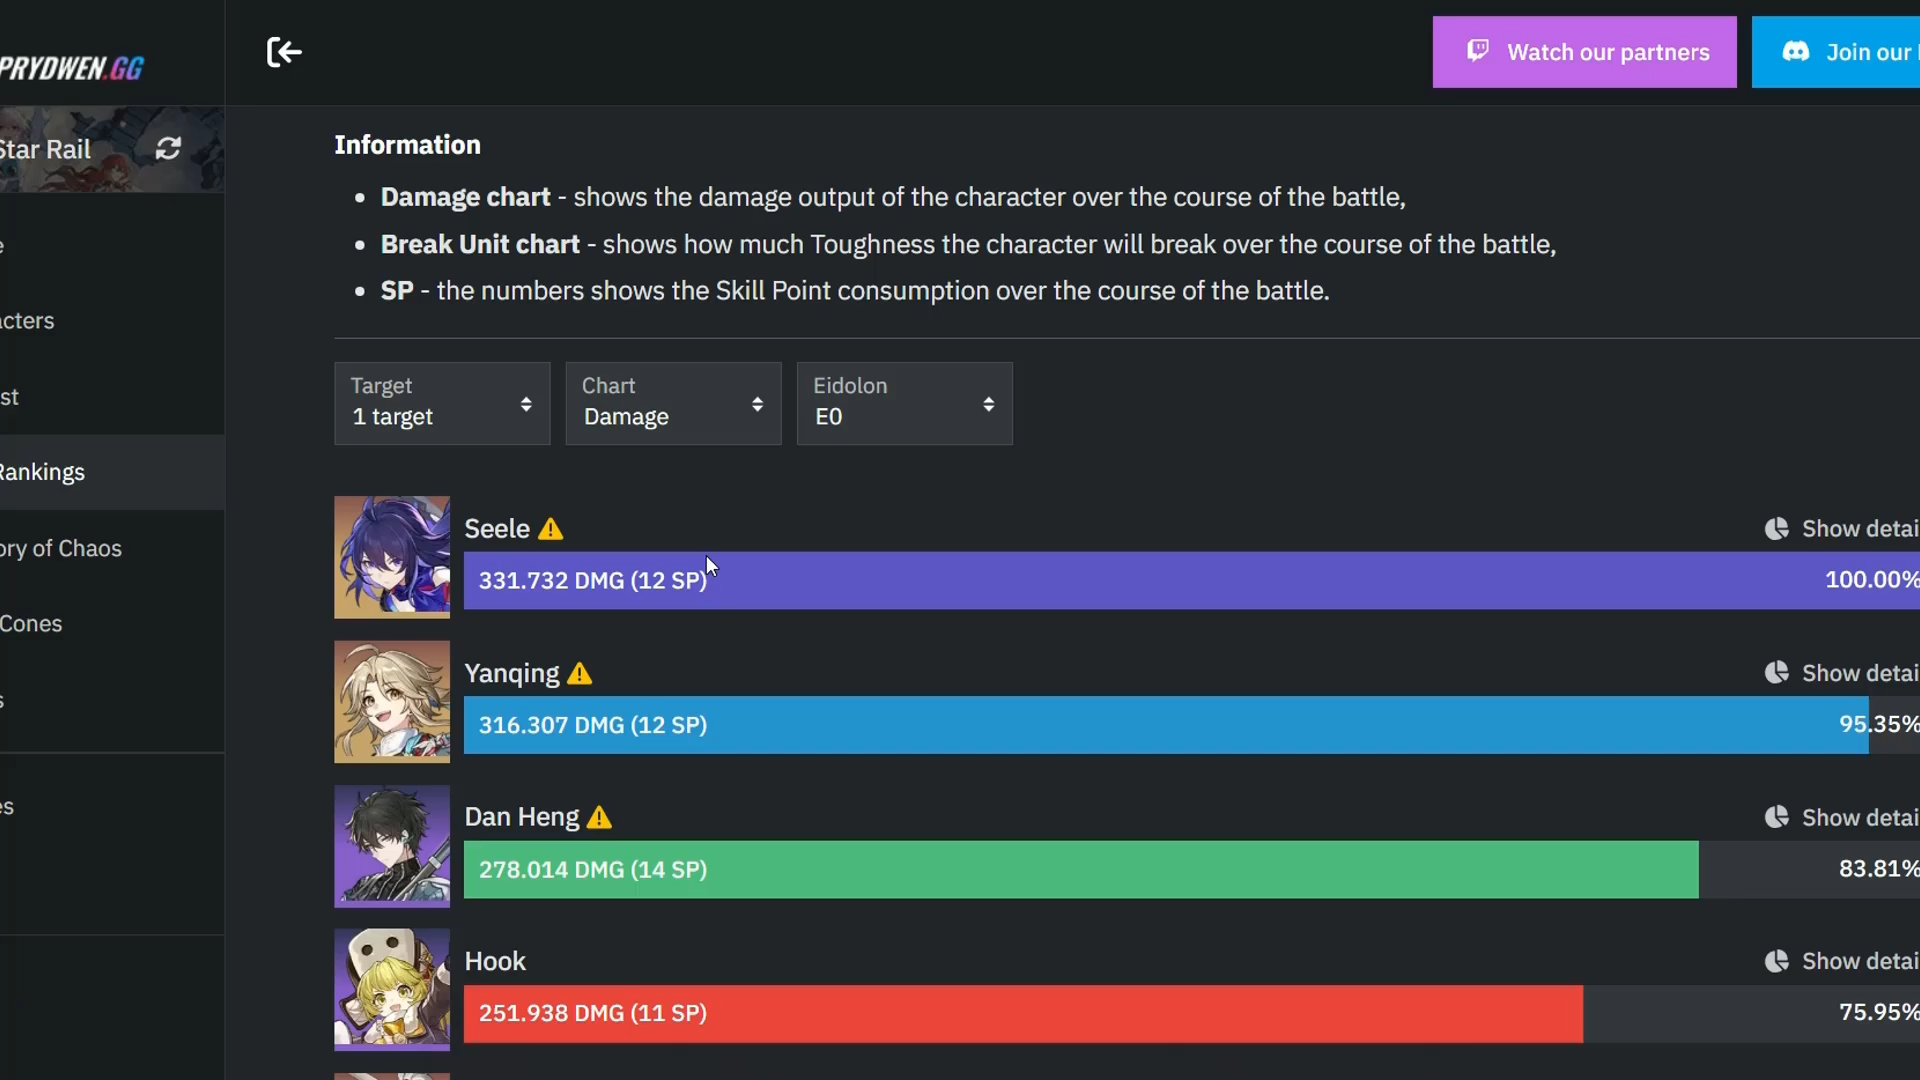 PRYDWEN.GG
Watch our partners
Join our
Star Rail
Information
Damage chart - shows the damage output of the character over the course of the battle,
Break Unit chart - shows how much Toughness the character will break over the course of the battle,
SP - the numbers shows the Skill Point consumption over the course of the battle.
e
acters
st
Rankings
ory of Chaos
Cones
s
es
Target
1 target
Chart
Damage
Eidolon
E0
Seele
Show detai
331.732 DMG (12 SP)
100.00%
Yanqing
Show detai
316.307 DMG (12 SP)
95.35%
Dan Heng
Show detai
278.014 DMG (14 SP)
83.81%
Hook
Show detai
251.938 DMG (11 SP)
75.95%